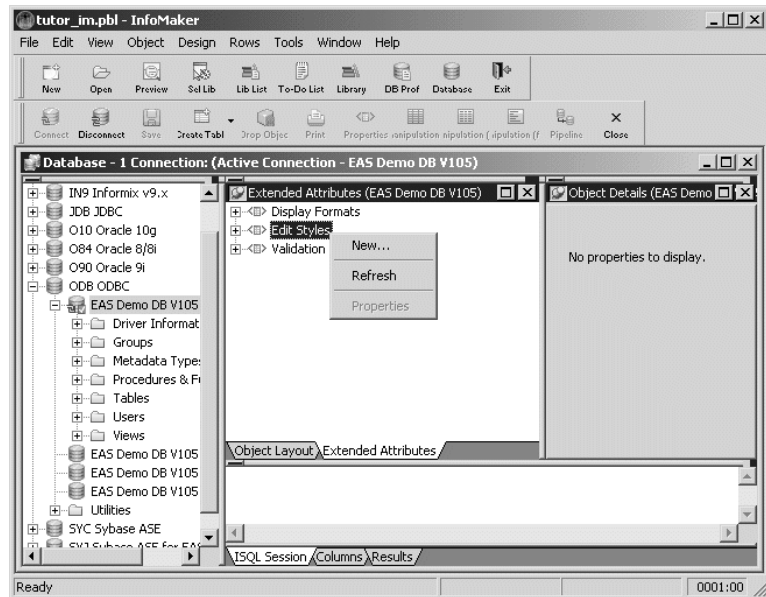 tutor_im.pbl - InfoMaker
File Edit View Object Design Rows Tools Window Help
New Open Preview Sel Lib Lib List To-Do List Library DB Prof Database Exit
Connect Disconnect Save Create Tabl Drop Objec Print Properties Pipeline Close
Database - 1 Connection: (Active Connection - EAS Demo DB V105)
IN9 Informix v9.x
JDB JDBC
O10 Oracle 10g
O84 Oracle 8/8i
O90 Oracle 9i
ODB ODBC
EAS Demo DB V105
Driver Informat
Groups
Metadata Type
Procedures & F
Tables
Users
Views
EAS Demo DB V105
EAS Demo DB V105
EAS Demo DB V105
Utilities
SYC Sybase ASE
Extended Attributes (EAS Demo DB V105)
Display Formats
Edit Styles
Validation
New...
Refresh
Properties
Object Layout Extended Attributes
Object Details (EAS Demo
No properties to display.
ISQL Session Columns Results
Ready 0001:00